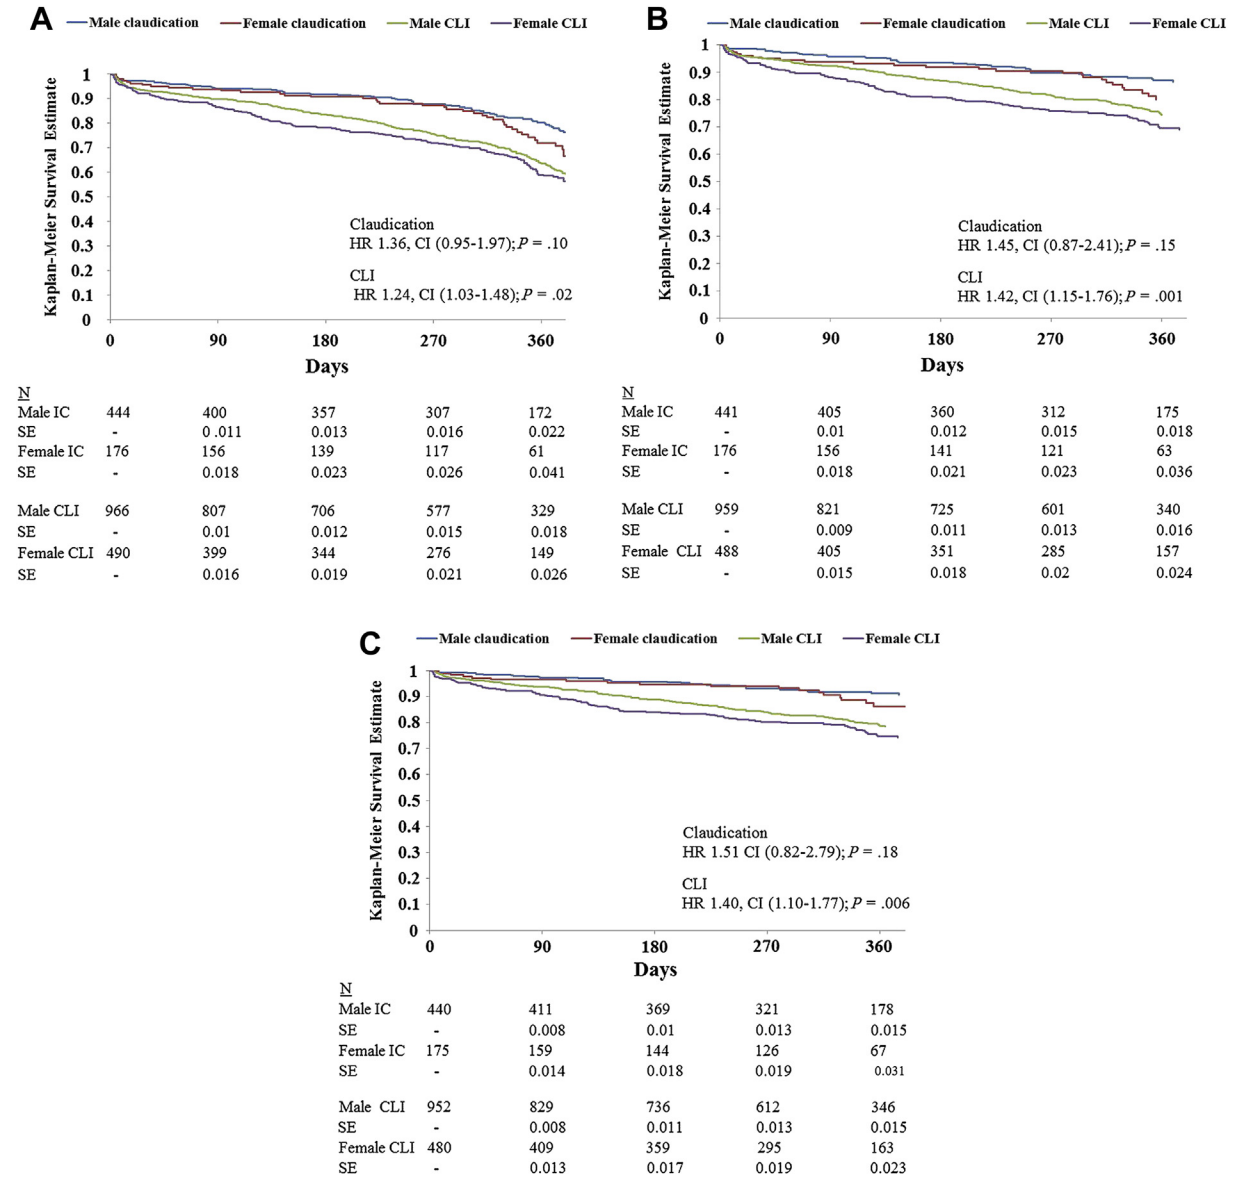 A
Male claudication Female claudication Male CLI Female CLI
Kaplan-Meier Survival Estimate
1
0.9
0.8
0.7
0.6
0.5
0.4
0.3
0.2
0.1
0
Claudication
HR 1.36, CI (0.95-1.97); P = .10
CLI
HR 1.24, CI (1.03-1.48); P = .02
0 90 180 270 360
Days
N
Male IC 444 400 357 307 172
SE - 0 .011 0.013 0.016 0.022
Female IC 176 156 139 117 61
SE - 0.018 0.023 0.026 0.041
Male CLI 966 807 706 577 329
SE - 0.01 0.012 0.015 0.018
Female CLI 490 399 344 276 149
SE - 0.016 0.019 0.021 0.026
B
Male claudication Female claudication Male CLI Female CLI
Kaplan-Meier Survival Estimate
1
0.9
0.8
0.7
0.6
0.5
0.4
0.3
0.2
0.1
0
Claudication
HR 1.45, CI (0.87-2.41); P = .15
CLI
HR 1.42, CI (1.15-1.76); P = .001
0 90 180 270 360
Days
N
Male IC 441 405 360 312 175
SE - 0.01 0.012 0.015 0.018
Female IC 176 156 141 121 63
SE - 0.018 0.021 0.023 0.036
Male CLI 959 821 725 601 340
SE - 0.009 0.011 0.013 0.016
Female CLI 488 405 351 285 157
SE - 0.015 0.018 0.02 0.024
C
Male claudication Female claudication Male CLI Female CLI
Kaplan-Meier Survival Estimate
1
0.9
0.8
0.7
0.6
0.5
0.4
0.3
0.2
0.1
0
Claudication
HR 1.51 CI (0.82-2.79); P = .18
CLI
HR 1.40, CI (1.10-1.77); P = .006
0 90 180 270 360
Days
N
Male IC 440 411 369 321 178
SE - 0.008 0.01 0.013 0.015
Female IC 175 159 144 126 67
SE - 0.014 0.018 0.019 0.031
Male CLI 952 829 736 612 346
SE - 0.008 0.011 0.013 0.015
Female CLI 480 409 359 295 163
SE - 0.013 0.017 0.019 0.023